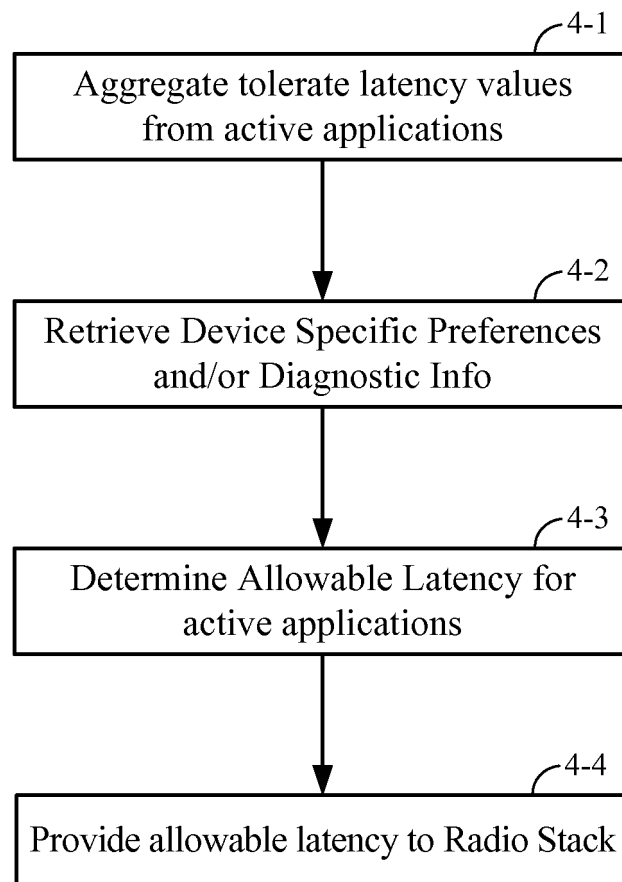 4-1
Aggregate tolerate latency values
from active applications
4-2
Retrieve Device Specific Preferences
and/or Diagnostic Info
4-3
Determine Allowable Latency for
active applications
4-4
Provide allowable latency to Radio Stack